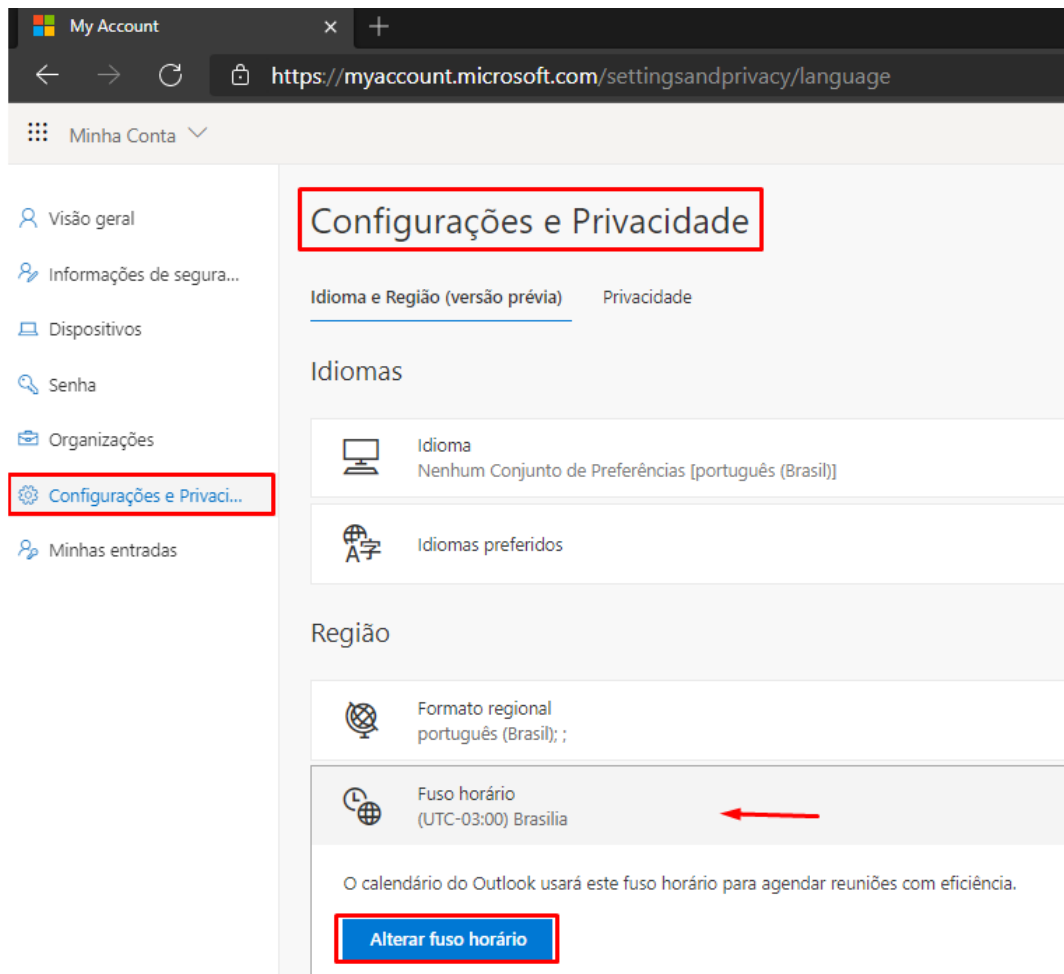 My Account
https://myaccount.microsoft.com/settingsandprivacy/language
Minha Conta
Visão geral
Informações de segura...
Dispositivos
Senha
Organizações
Configurações e Privaci...
Minhas entradas
Configurações e Privacidade
Idioma e Região (versão prévia) Privacidade
Idiomas
Idioma
Nenhum Conjunto de Preferências [português (Brasil)]
Idiomas preferidos
Região
Formato regional
português (Brasil); ;
Fuso horário
(UTC-03:00) Brasilia
O calendário do Outlook usará este fuso horário para agendar reuniões com eficiência.
Alterar fuso horário